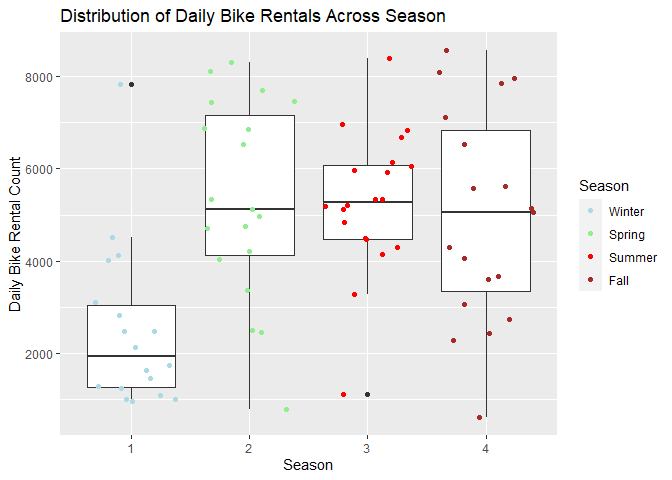 Distribution of Daily Bike Rentals Across Season
Daily Bike Rental Count
8000
6000
4000
2000
1 2 3 4
Season
Season
Winter
Spring
Summer
Fall